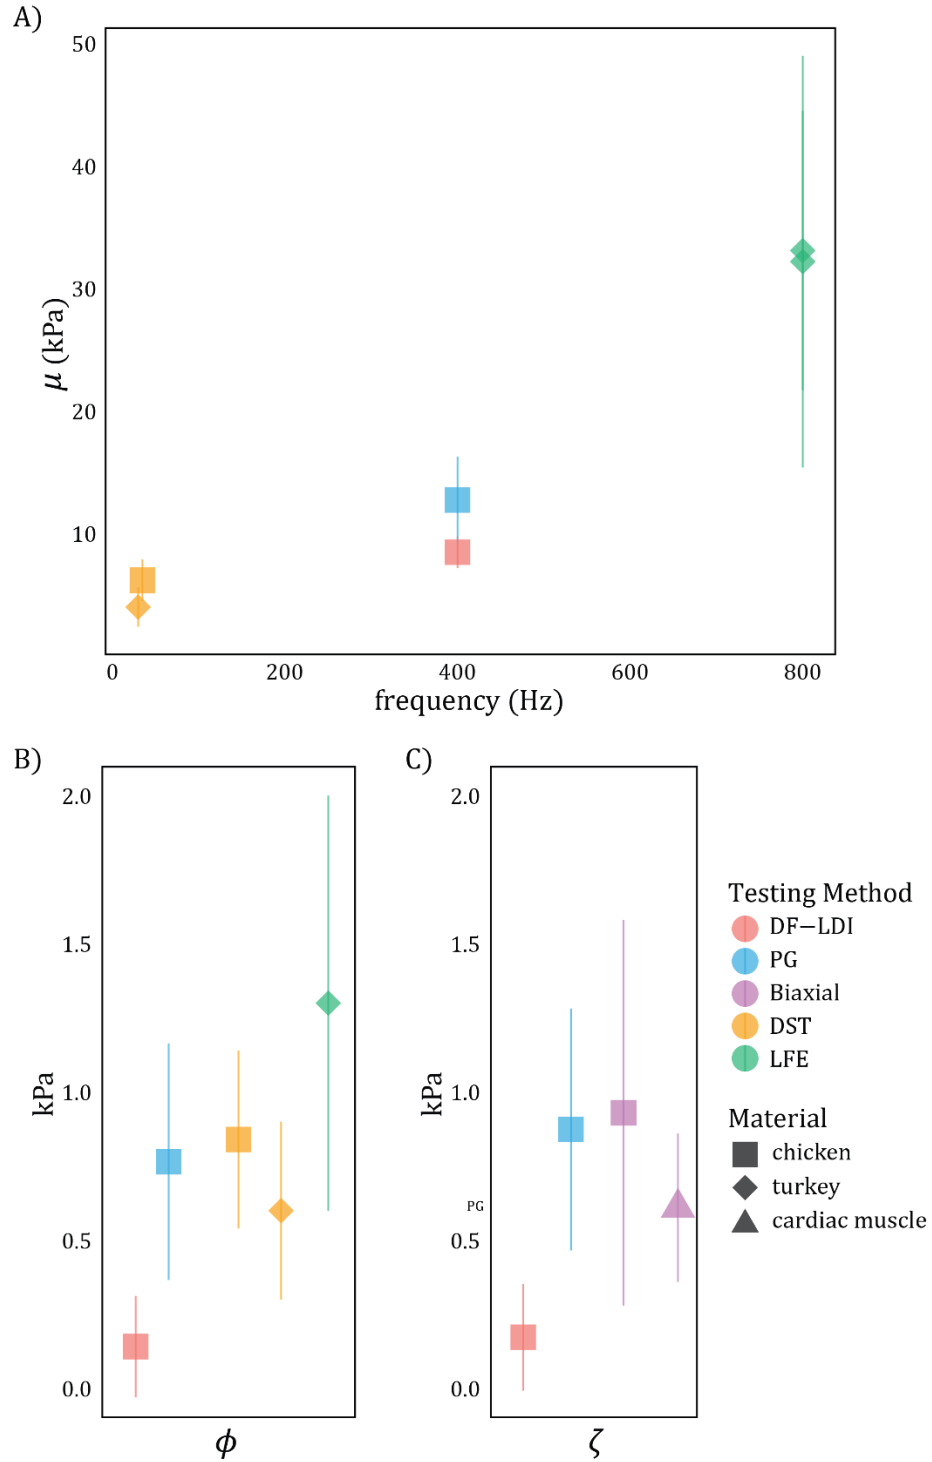 A)
50
40
30
20
10
μ (kPa)
0 200 400 600 800
frequency (Hz)
B)
2.0
1.5
1.0
0.5
0.0
kPa
ϕ
C)
2.0
1.5
1.0
PG
0.5
0.0
kPa
ζ
Testing Method
DF−LDI
PG
Biaxial
DST
LFE
Material
chicken
turkey
cardiac muscle